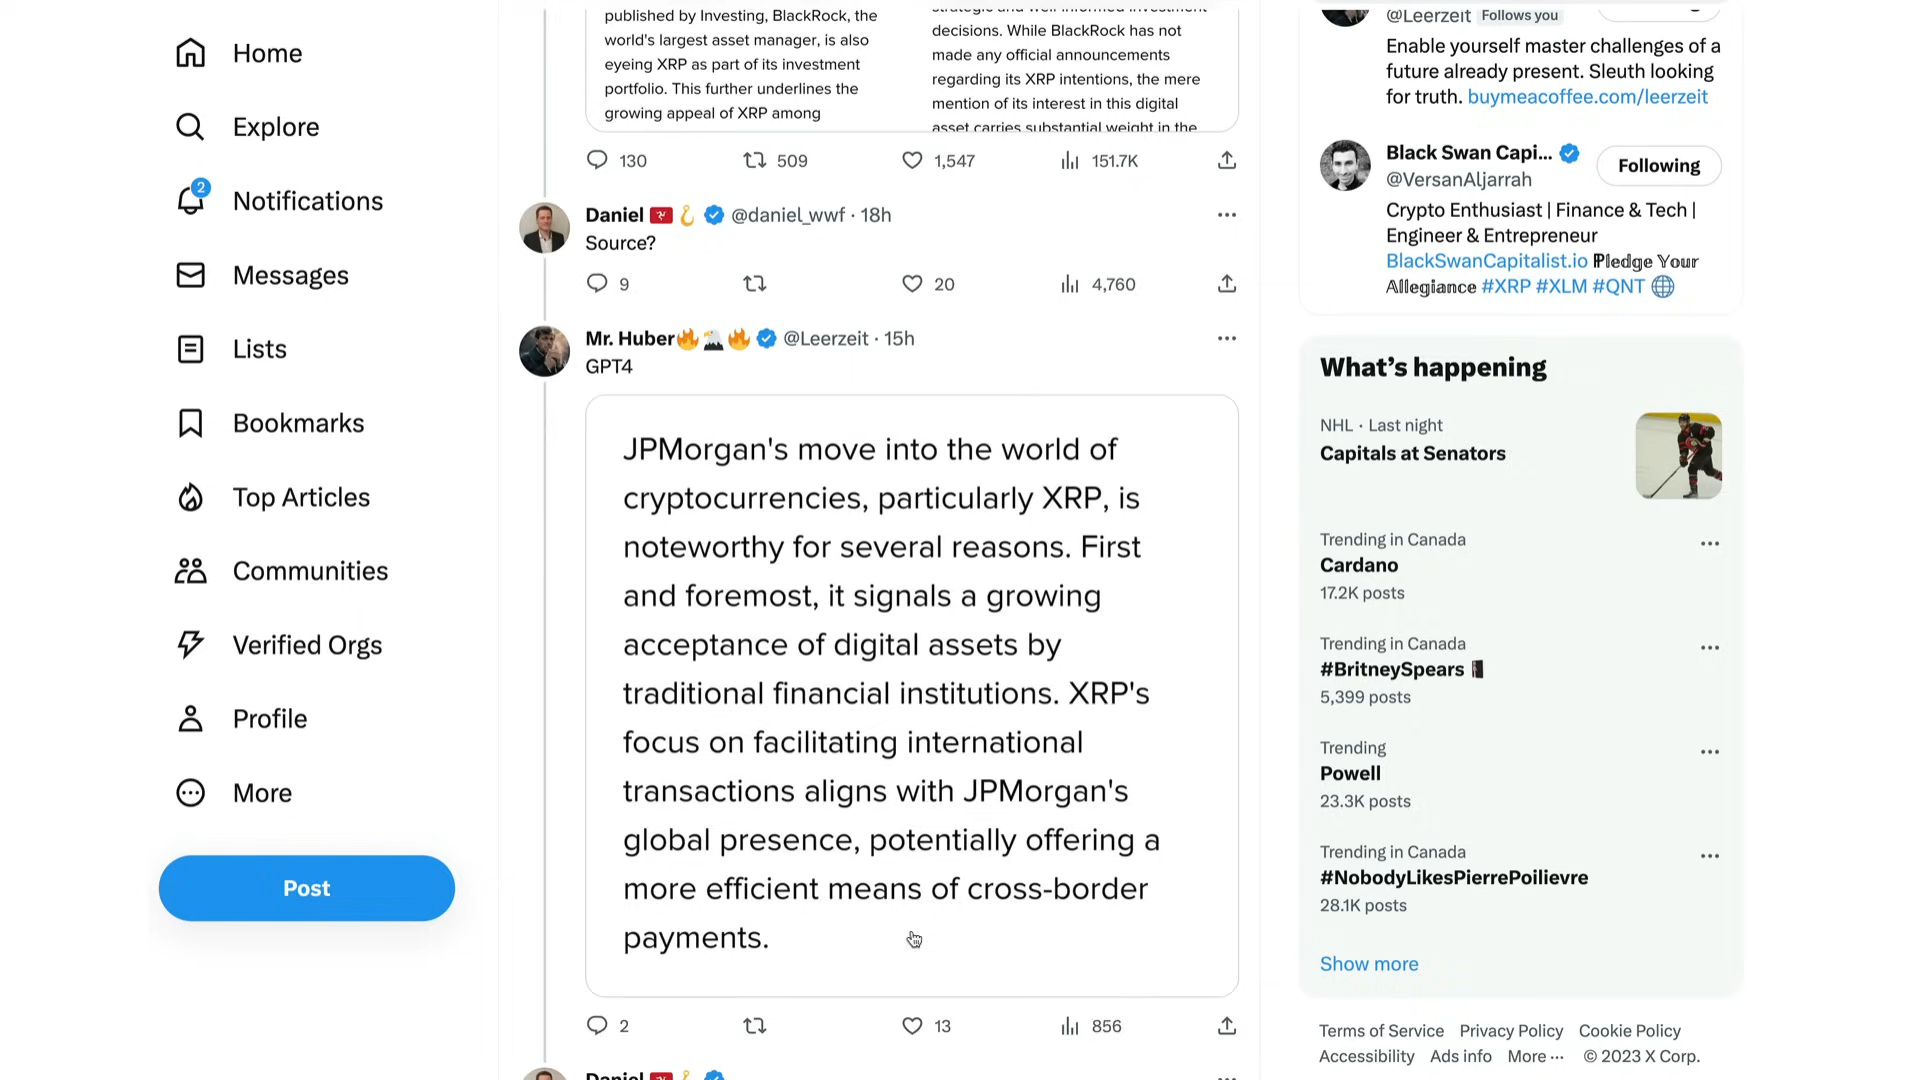 Home
Explore
2
Notifications
Messages
Lists
Bookmarks
Top Articles
Communities
Verified Orgs
Profile
More
Post
published by Investing, BlackRock, the
world's largest asset manager, is also
eyeing XRP as part of its investment
portfolio. This further underlines the
growing appeal of XRP among
strategic and well-informed investment
decisions. While BlackRock has not
made any official announcements
regarding its XRP intentions, the mere
mention of its interest in this digital
asset carries substantial weight in the
130 509 1,547 151.7K
Daniel @daniel_wwf · 18h
Source?
9 20 4,760
Mr. Huber @Leerzeit · 15h
GPT4
JPMorgan's move into the world of
cryptocurrencies, particularly XRP, is
noteworthy for several reasons. First
and foremost, it signals a growing
acceptance of digital assets by
traditional financial institutions. XRP's
focus on facilitating international
transactions aligns with JPMorgan's
global presence, potentially offering a
more efficient means of cross-border
payments.
2 13 856
Daniel
@Leerzeit Follows you
Enable yourself master challenges of a
future already present. Sleuth looking
for truth. buymeacoffee.com/leerzeit
Black Swan Capi...
Following
@VersanAljarrah
Crypto Enthusiast | Finance & Tech |
Engineer & Entrepreneur
BlackSwanCapitalist.io ℙledge 𝕐our
𝔸llegiance #XRP #XLM #QNT
What's happening
NHL · Last night
Capitals at Senators
Trending in Canada
Cardano
17.2K posts
Trending in Canada
#BritneySpears
5,399 posts
Trending
Powell
23.3K posts
Trending in Canada
#NobodyLikesPierrePoilievre
28.1K posts
Show more
Terms of Service Privacy Policy Cookie Policy
Accessibility Ads info More ··· © 2023 X Corp.